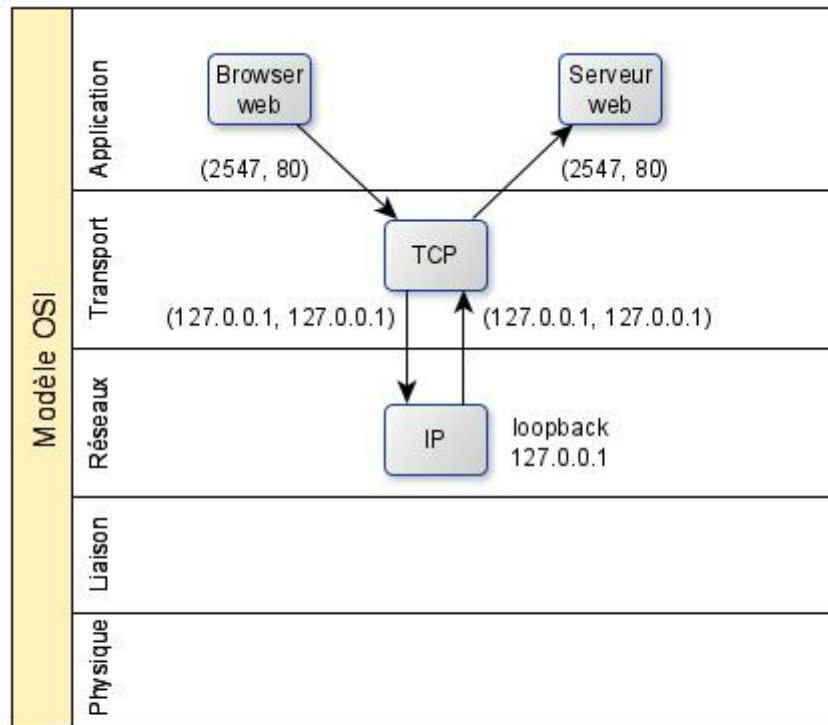 Modèle OSI
Application
Browser
web
Serveur
web
(2547, 80)
(2547, 80)
Transport
TCP
(127.0.0.1, 127.0.0.1)
(127.0.0.1, 127.0.0.1)
Réseaux
IP
loopback
127.0.0.1
Liaison
Physique